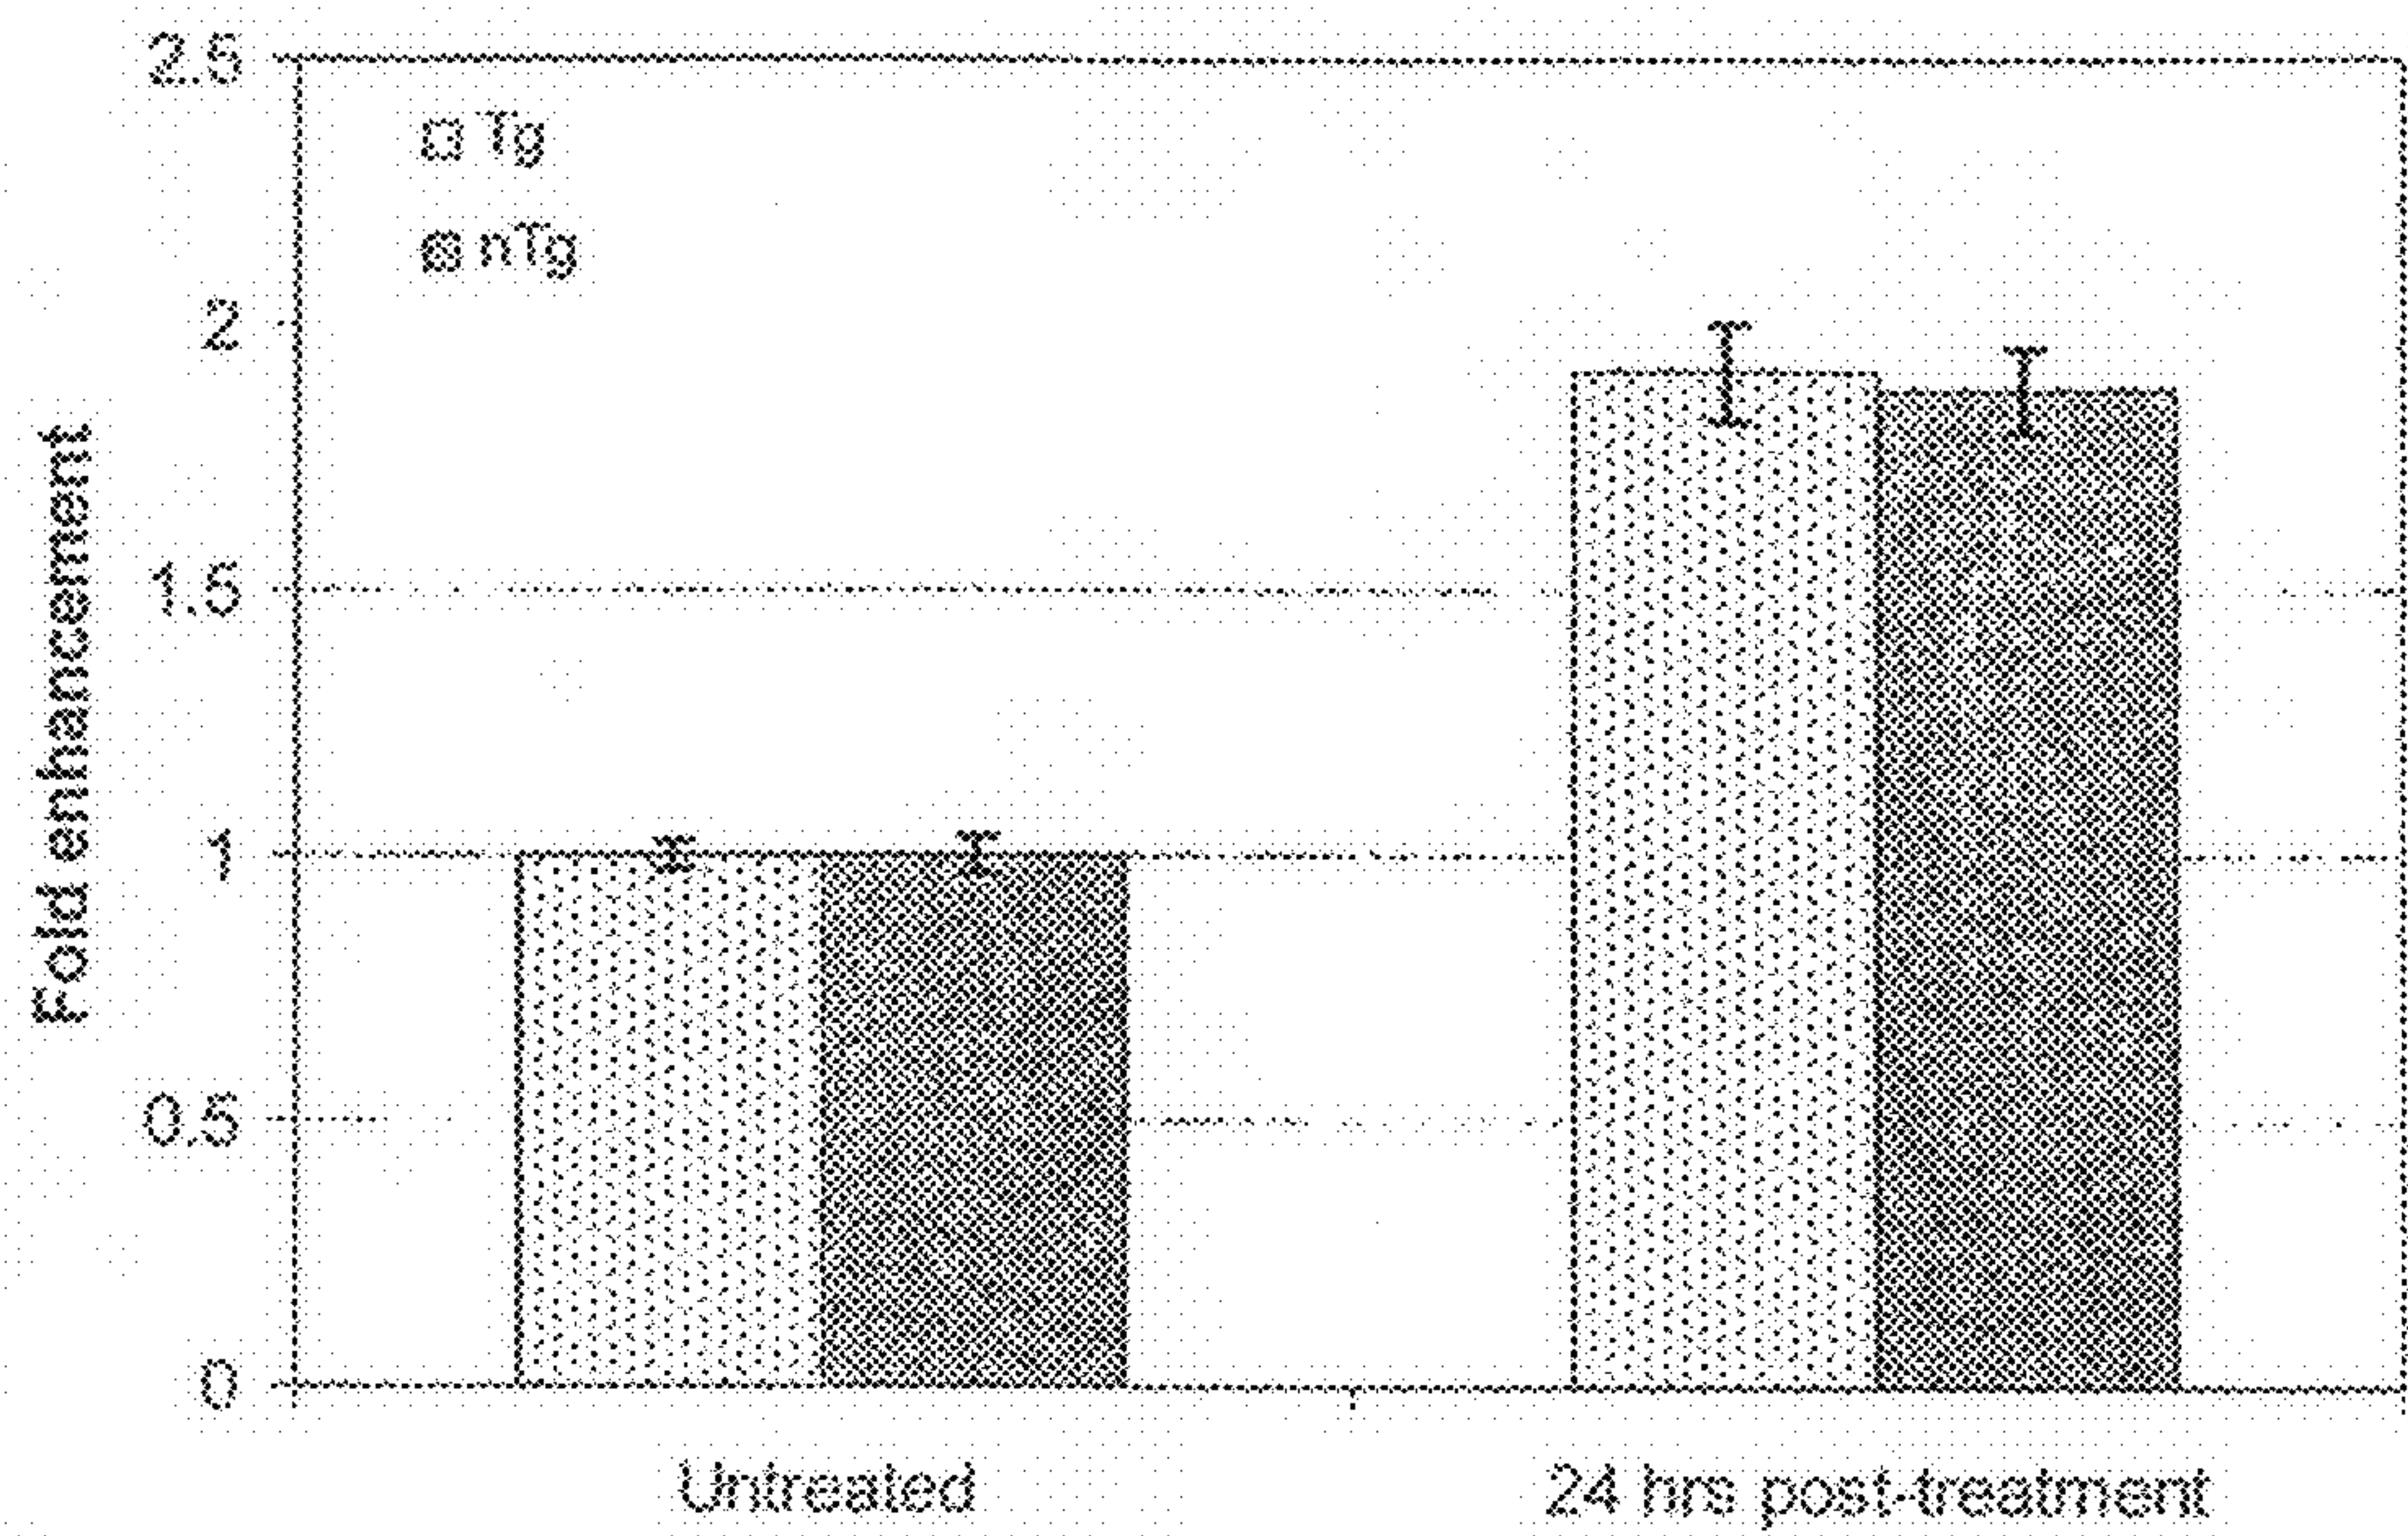 2.5
Tg
nTg
2
1.5
1
0.5
0
Fold enhancement
Untreated
24 hrs post-treatment